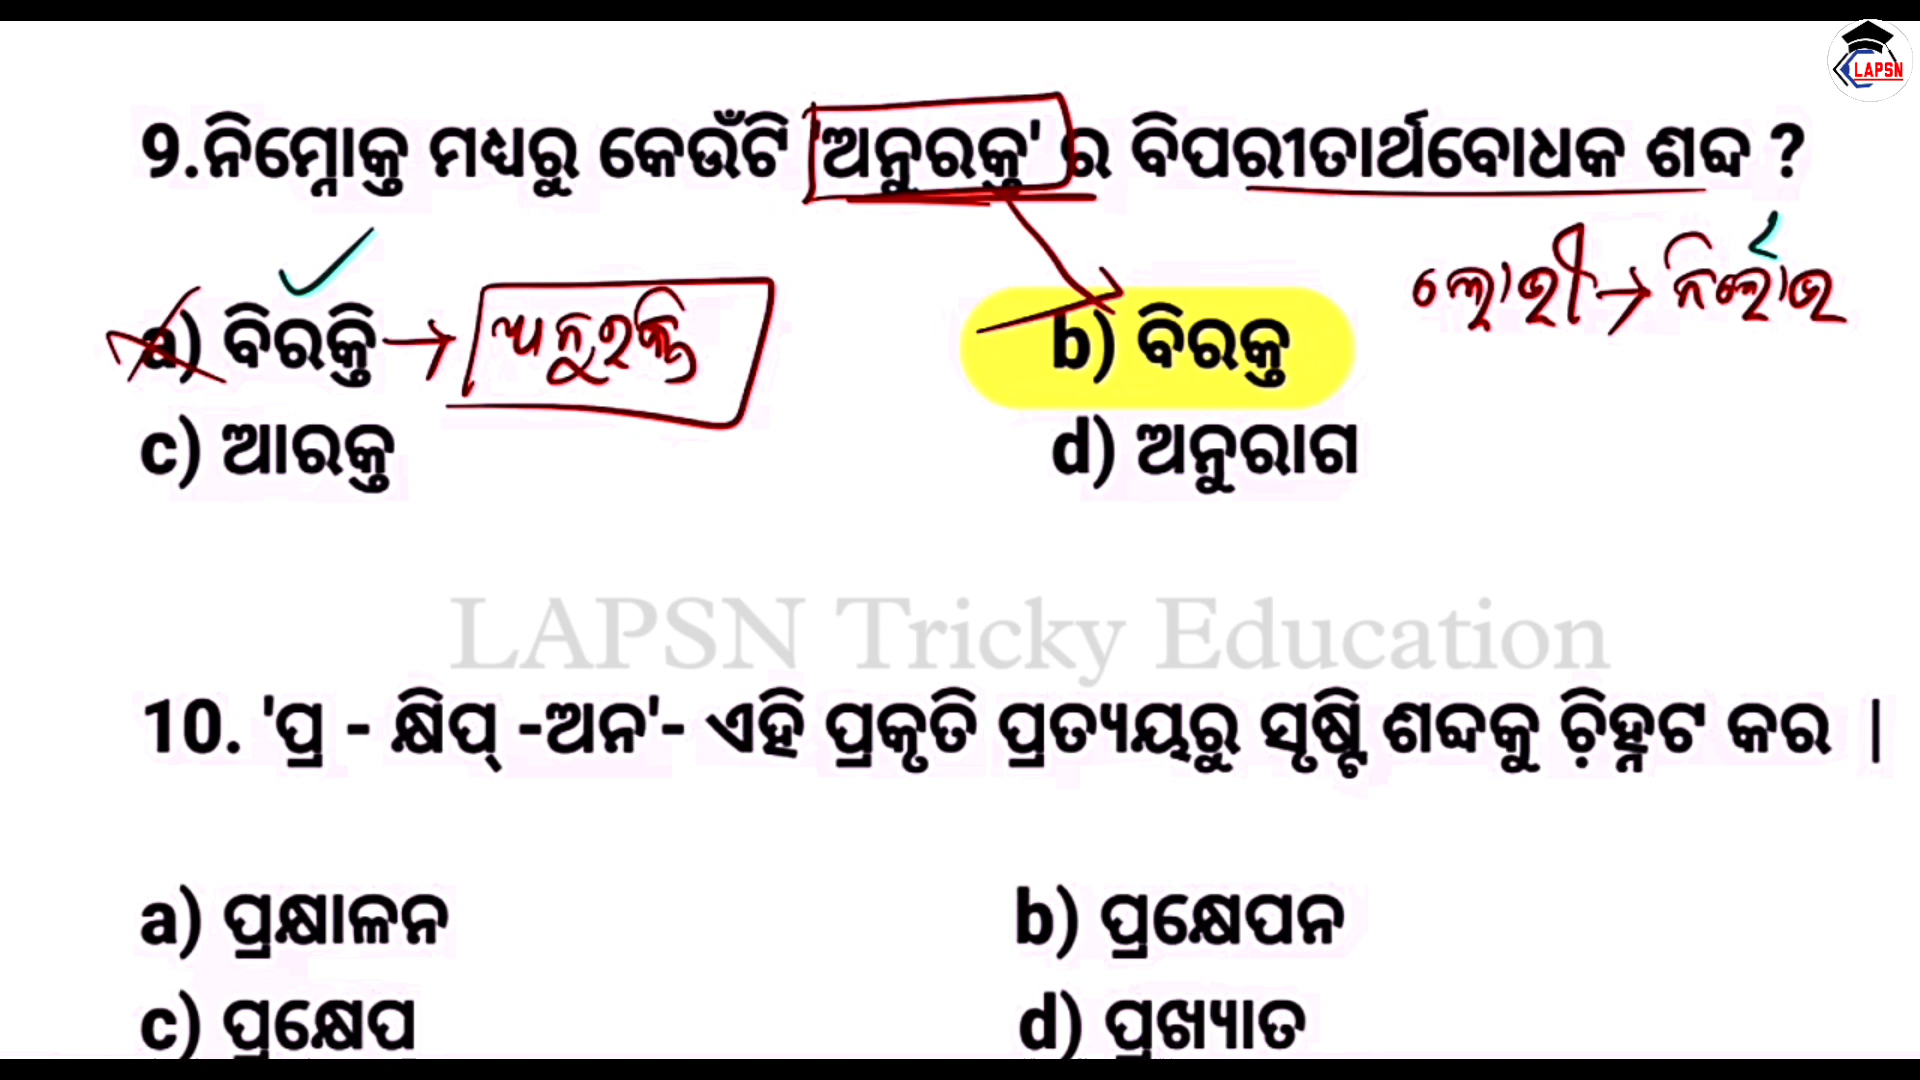 LAPSN
9.ନିମ୍ନୋକ୍ତ ମଧ୍ୟରୁ କେଉଁଟି 'ଅନୁରକ୍ତ' ର ବିପରୀତାର୍ଥବୋଧକ ଶବ୍ଦ ?
ଲୋଭୀ → ନିର୍ଲୋଭ
a) ବିରକ୍ତି → ଅନୁରକ୍ତି b) ବିରକ୍ତ
c) ଆରକ୍ତ d) ଅନୁରାଗ
LAPSN Tricky Education
10. 'ପ୍ର - କ୍ଷିପ୍ -ଅନ'- ଏହି ପ୍ରକୃତି ପ୍ରତ୍ୟୟରୁ ସୃଷ୍ଟି ଶବ୍ଦକୁ ଚ଼ିହ୍ନଟ କର |
a) ପ୍ରକ୍ଷାଳନ b) ପ୍ରକ୍ଷେପନ
c) ପ୍ରକ୍ଷେପ d) ପ୍ରଖ୍ୟାତ